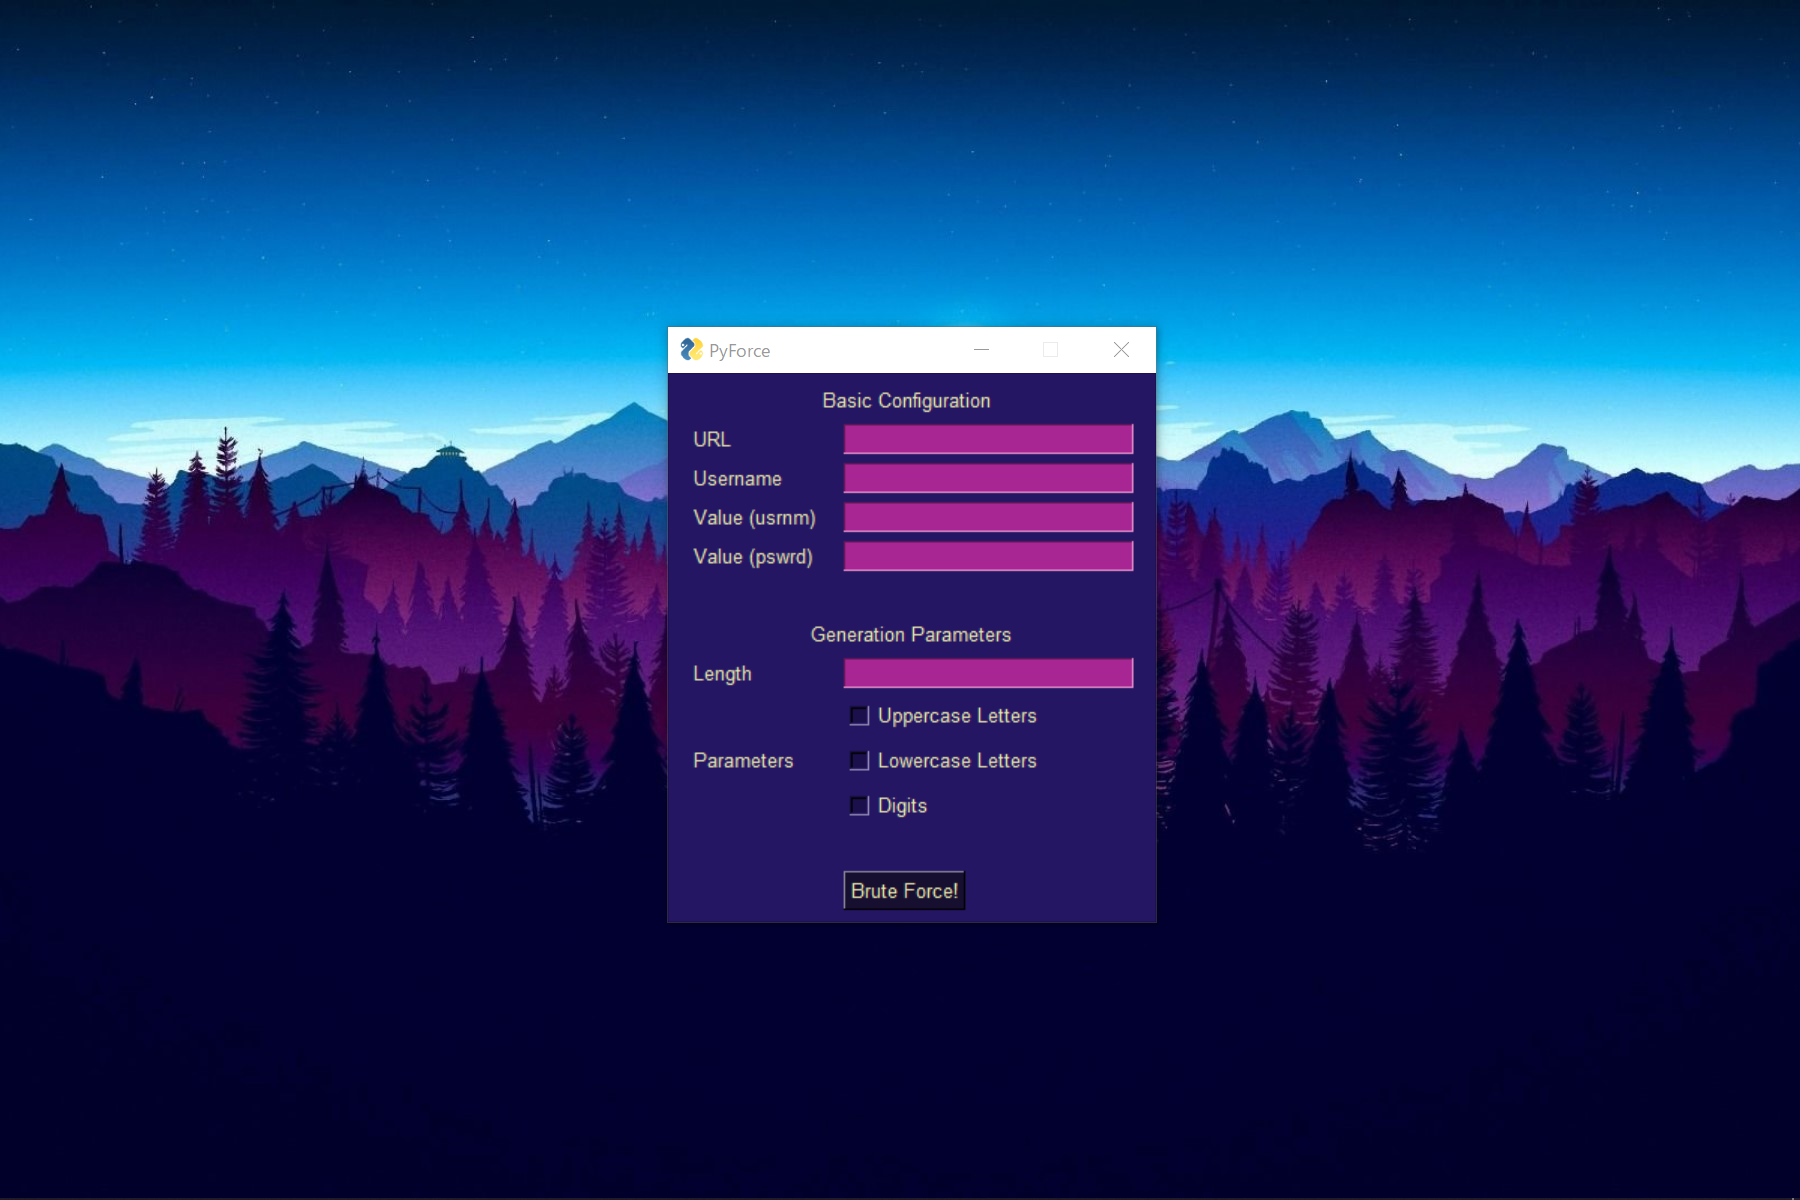 PyForce
Basic Configuration
URL
Username
Value (usrnm)
Value (pswrd)
Generation Parameters
Length
Uppercase Letters
Parameters
Lowercase Letters
Digits
Brute Force!